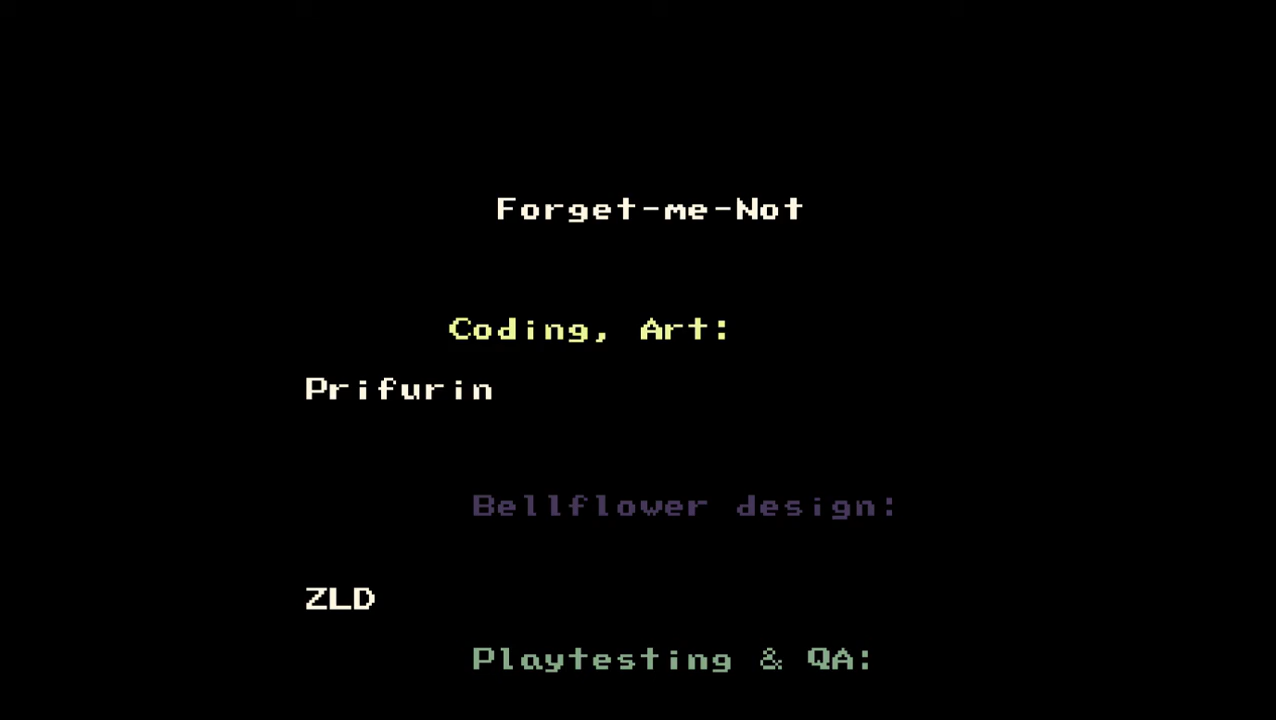 Forget-me-Not
Coding, Art:
Prifurin
Bellflower design:
ZLD
Playtesting & QA: